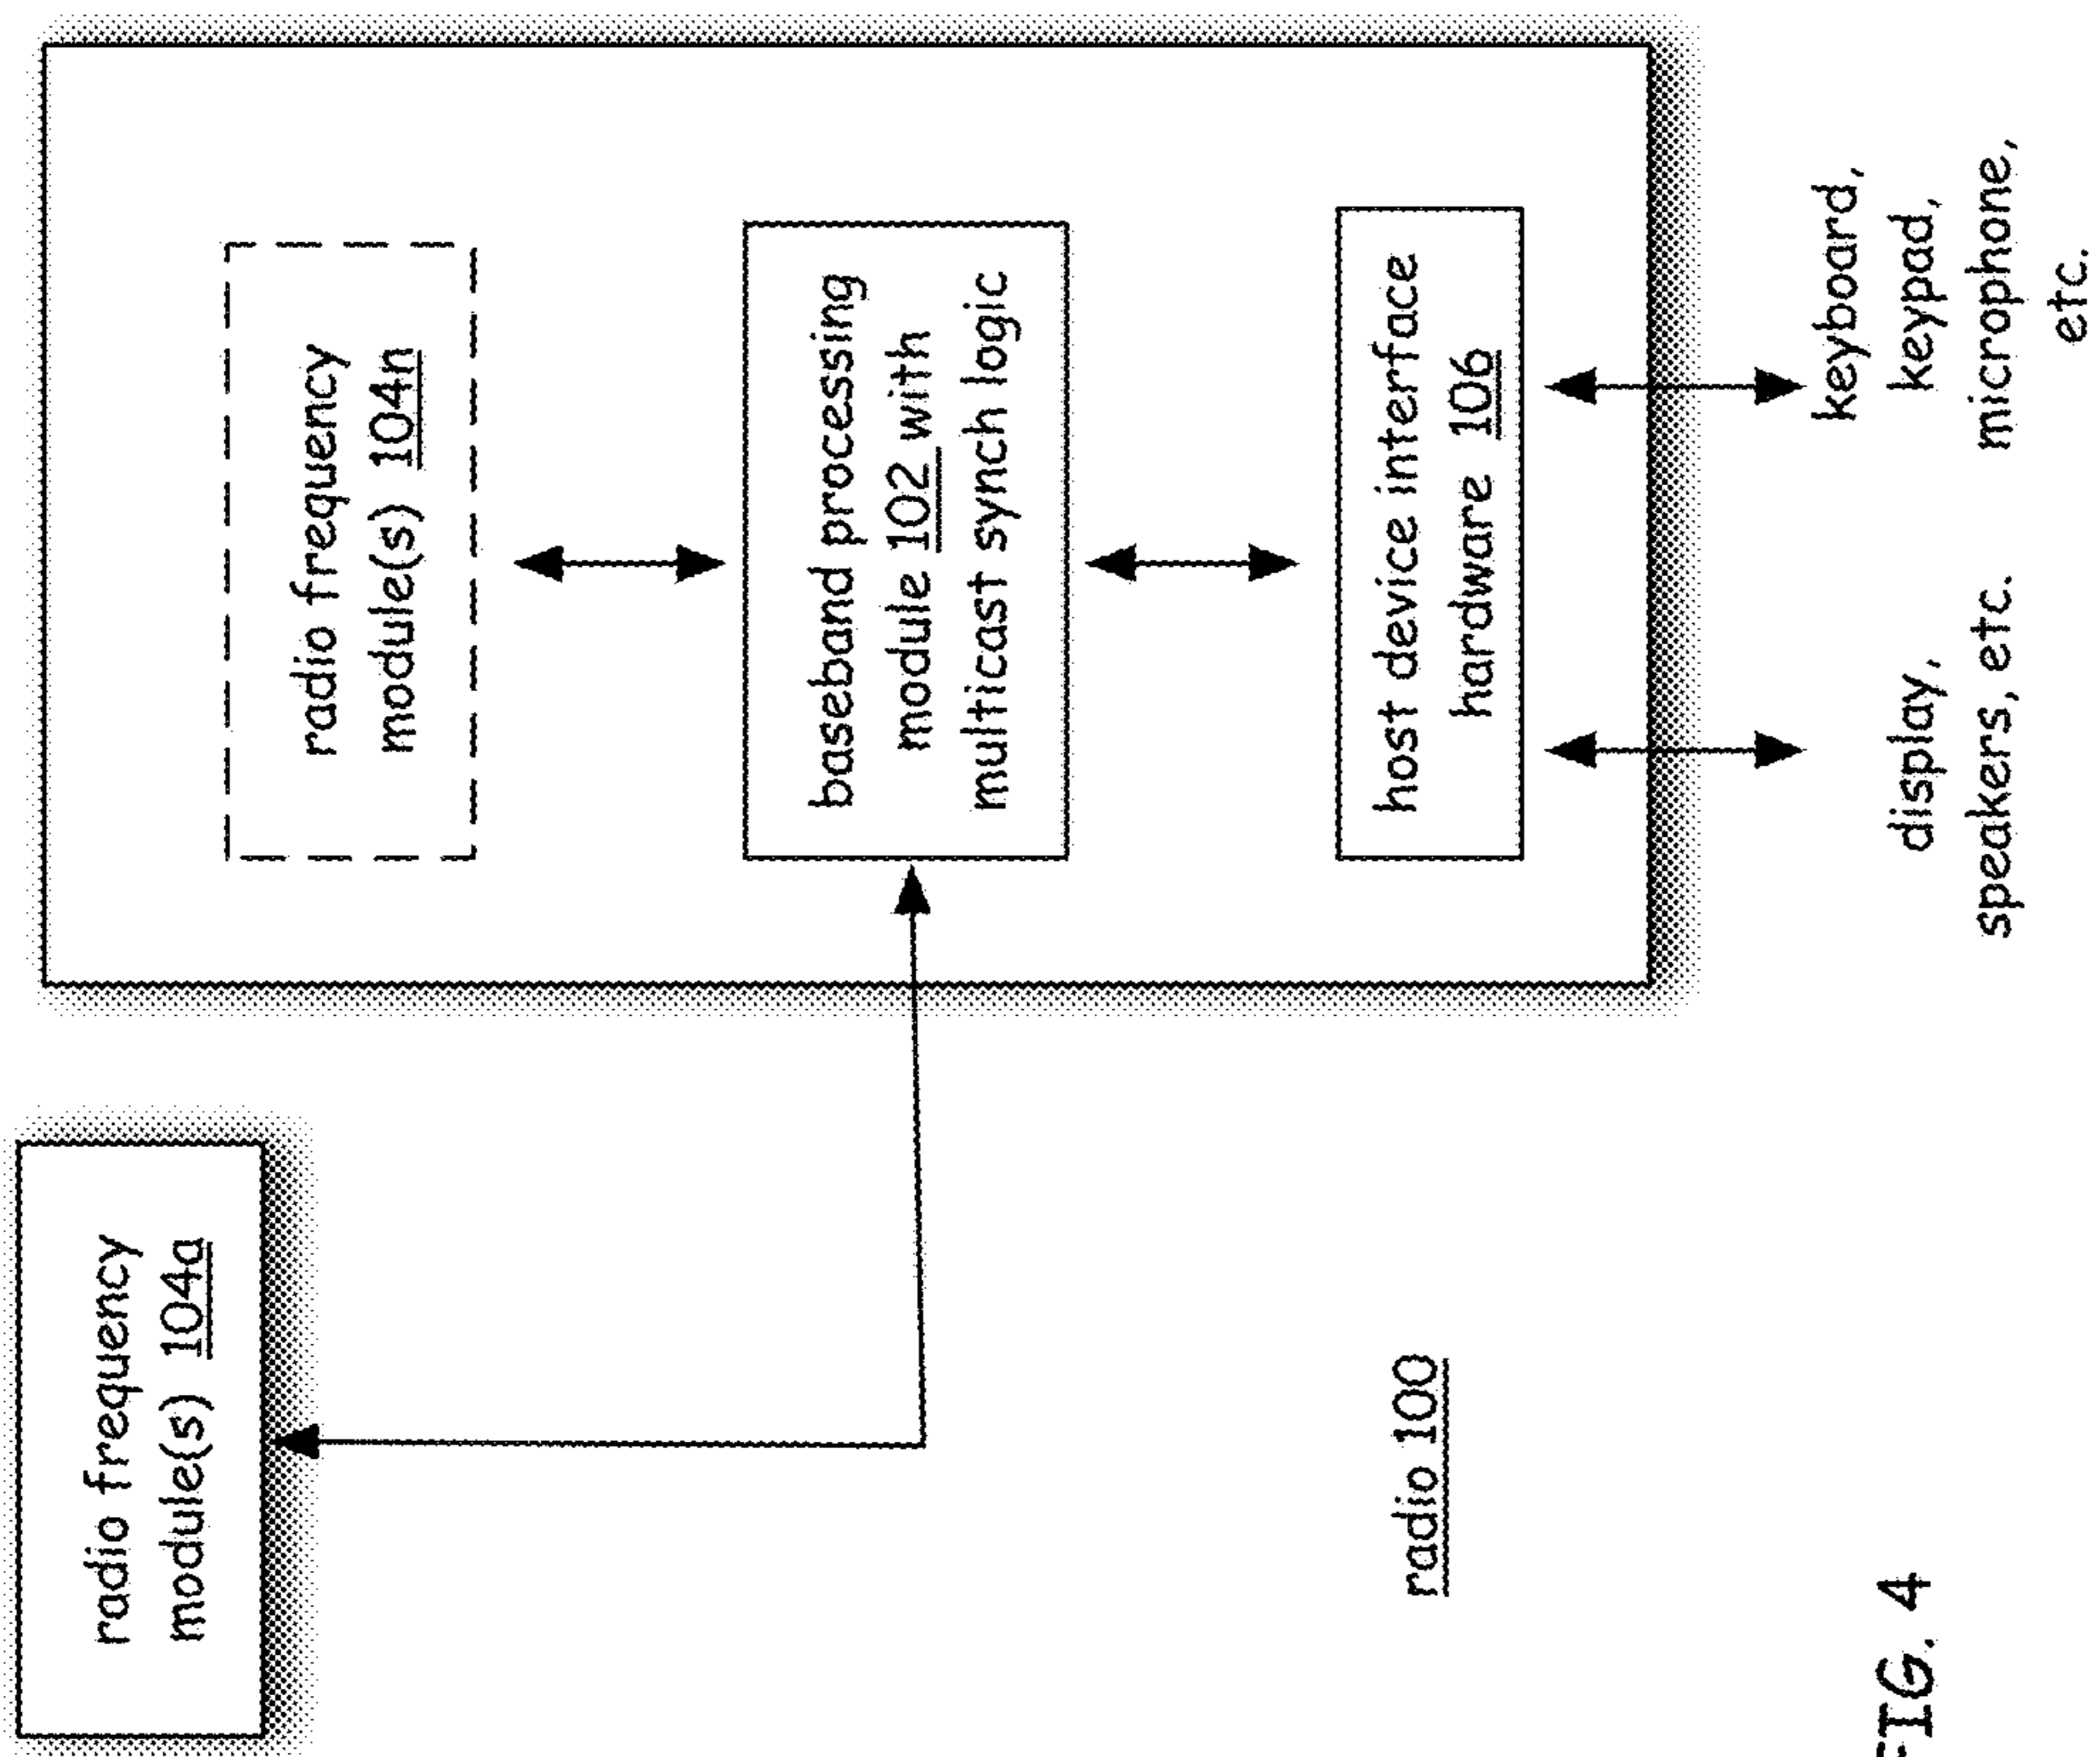 radio frequency
module(s) 104a
radio frequency
module(s) 104n
baseband processing
module 102 with
multicast synch logic
host device interface
hardware 106
radio 100
display,
speakers, etc.
keyboard,
keypad,
microphone,
etc.
FIG. 4